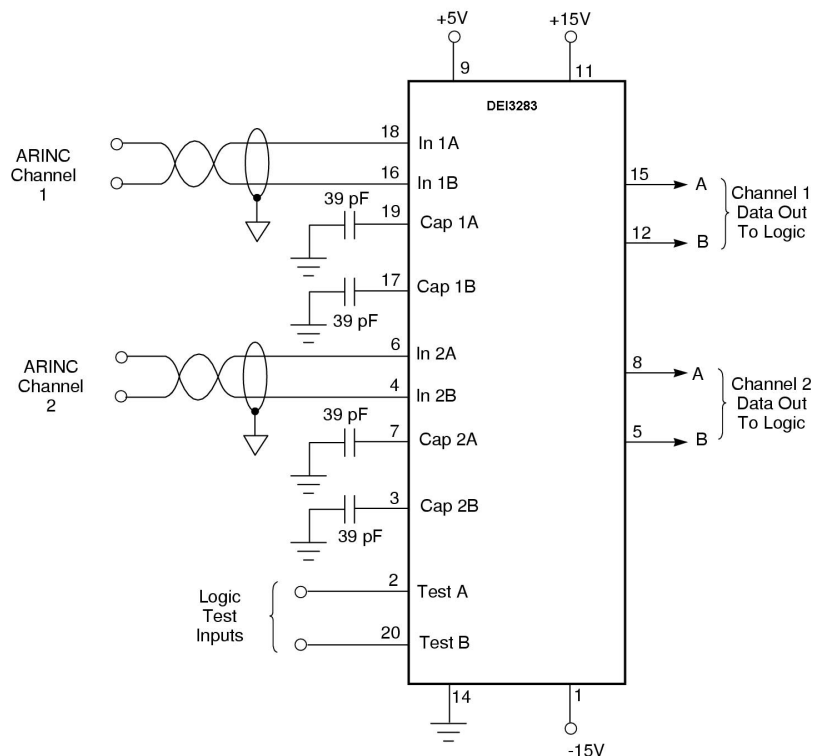 +5V
+15V
9
11
DEI3283
ARINC
Channel
1
18
In 1A
16
In 1B
39 pF
19
Cap 1A
17
Cap 1B
39 pF
15
A
12
B
Channel 1
Data Out
To Logic
ARINC
Channel
2
6
In 2A
4
In 2B
39 pF
7
Cap 2A
3
Cap 2B
39 pF
8
A
5
B
Channel 2
Data Out
To Logic
Logic
Test
Inputs
2
Test A
20
Test B
14
1
-15V